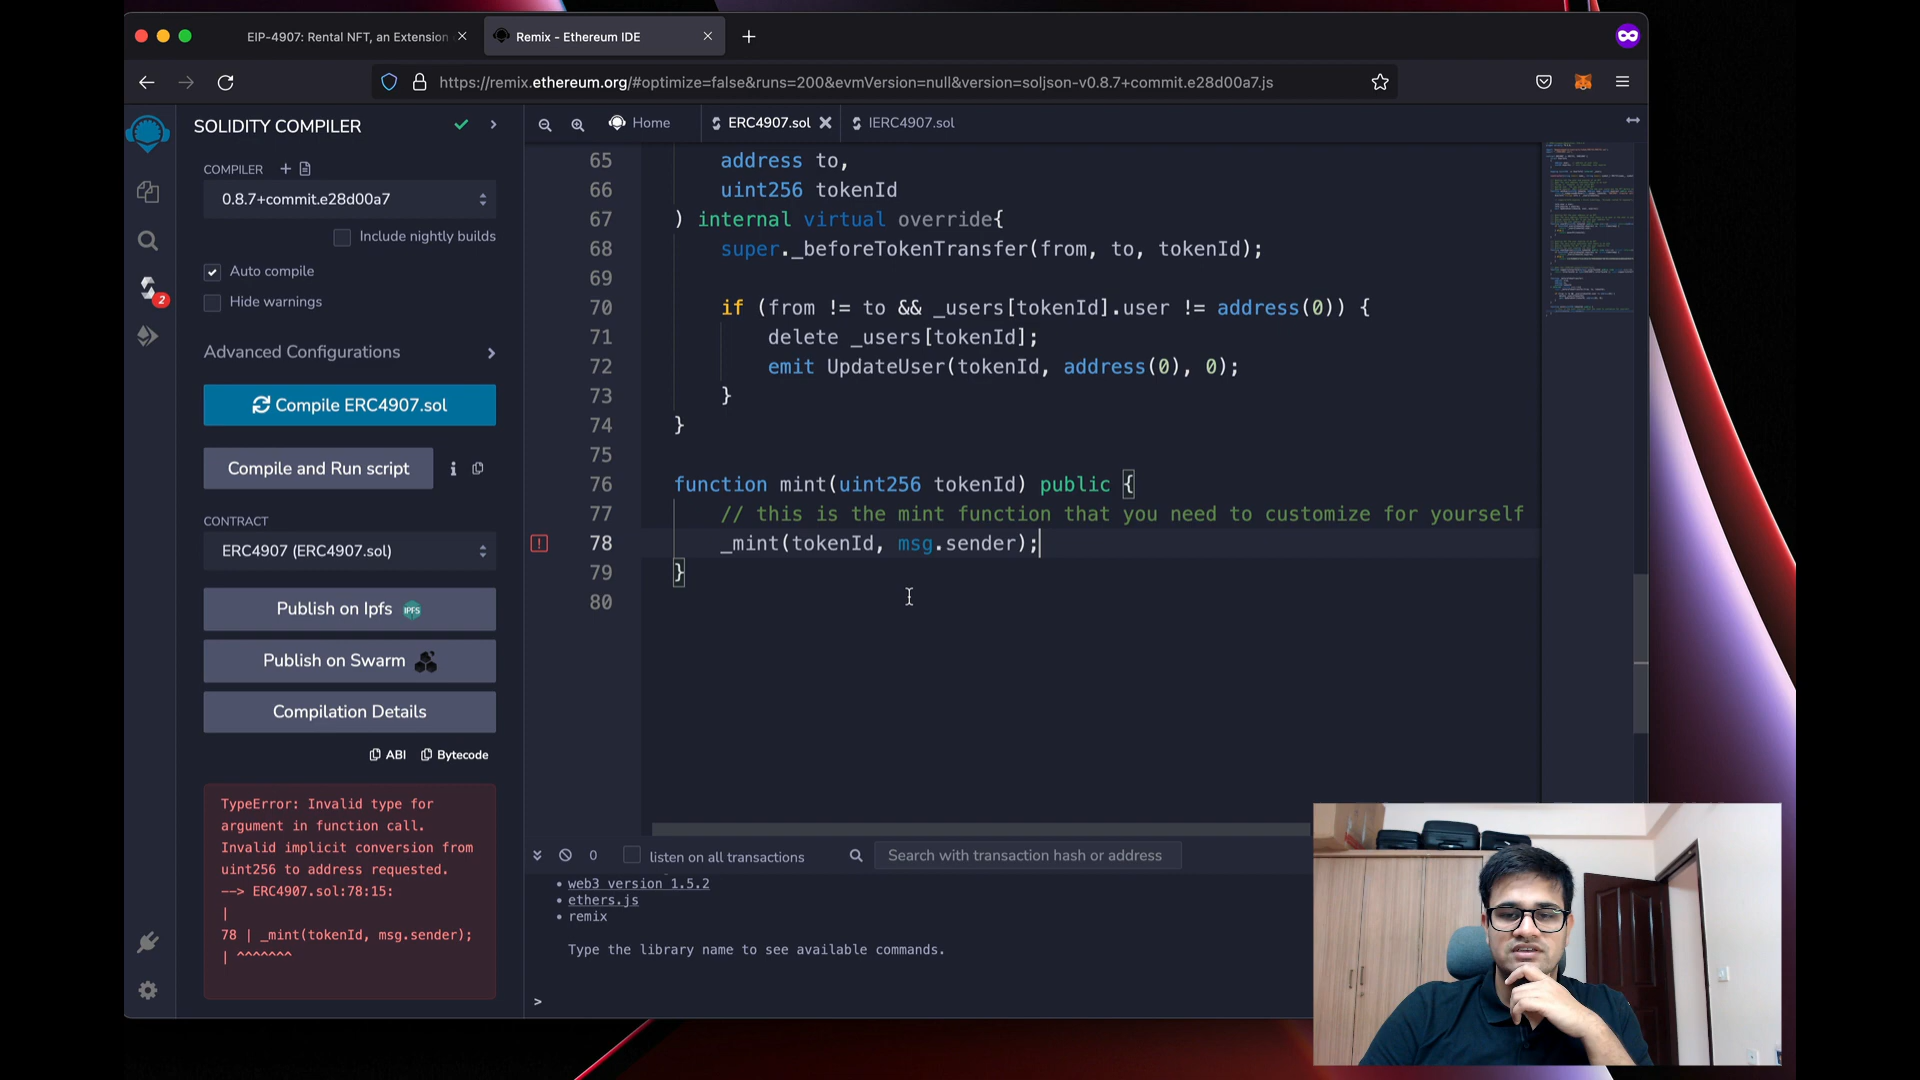 EIP-4907: Rental NFT, an Extension
Remix - Ethereum IDE
https://remix.ethereum.org/#optimize=false&runs=200&evmVersion=null&version=soljson-v0.8.7+commit.e28d00a7.js
SOLIDITY COMPILER
Home
ERC4907.sol
IERC4907.sol
COMPILER
0.8.7+commit.e28d00a7
Include nightly builds
Auto compile
Hide warnings
2
Advanced Configurations
Compile ERC4907.sol
Compile and Run script
CONTRACT
ERC4907 (ERC4907.sol)
Publish on Ipfs
IPFS
Publish on Swarm
Compilation Details
ABI
Bytecode
TypeError: Invalid type for
argument in function call.
Invalid implicit conversion from
uint256 to address requested.
--> ERC4907.sol:78:15:
|
78 | _mint(tokenId, msg.sender);
| ^^^^^^^
65 address to,
66 uint256 tokenId
67 ) internal virtual override{
68 super._beforeTokenTransfer(from, to, tokenId);
69
70 if (from != to && _users[tokenId].user != address(0)) {
71 delete _users[tokenId];
72 emit UpdateUser(tokenId, address(0), 0);
73 }
74 }
75
76 function mint(uint256 tokenId) public {
77 // this is the mint function that you need to customize for yourself
78 _mint(tokenId, msg.sender);
79 }
80
0
listen on all transactions
Search with transaction hash or address
• web3 version 1.5.2
• ethers.js
• remix
Type the library name to see available commands.
>